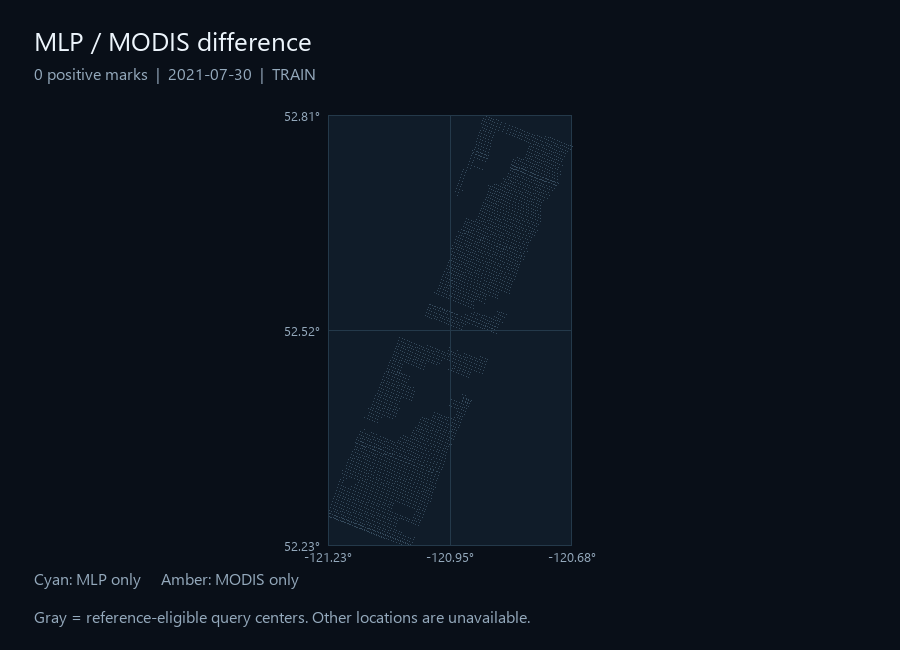 MLP / MODIS difference
0 positive marks | 2021-07-30 | TRAIN
52.81°
52.52°
52.23°
-121.23° -120.95° -120.68°
Cyan: MLP only Amber: MODIS only
Gray = reference-eligible query centers. Other locations are unavailable.